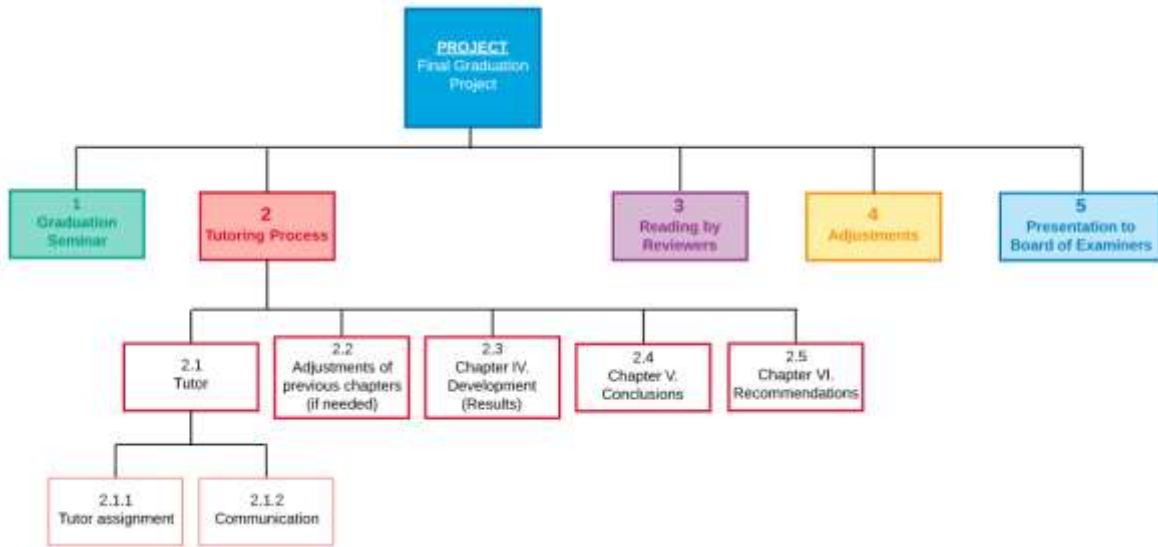 PROJECT
Final Graduation
Project
1
Graduation
Seminar
2
Tutoring Process
3
Reading by
Reviewers
4
Adjustments
5
Presentation to
Board of Examiners
2.1
Tutor
2.2
Adjustments of
previous chapters
(if needed)
2.3
Chapter IV.
Development
(Results)
2.4
Chapter V.
Conclusions
2.5
Chapter VI.
Recommendations
2.1.1
Tutor assignment
2.1.2
Communication